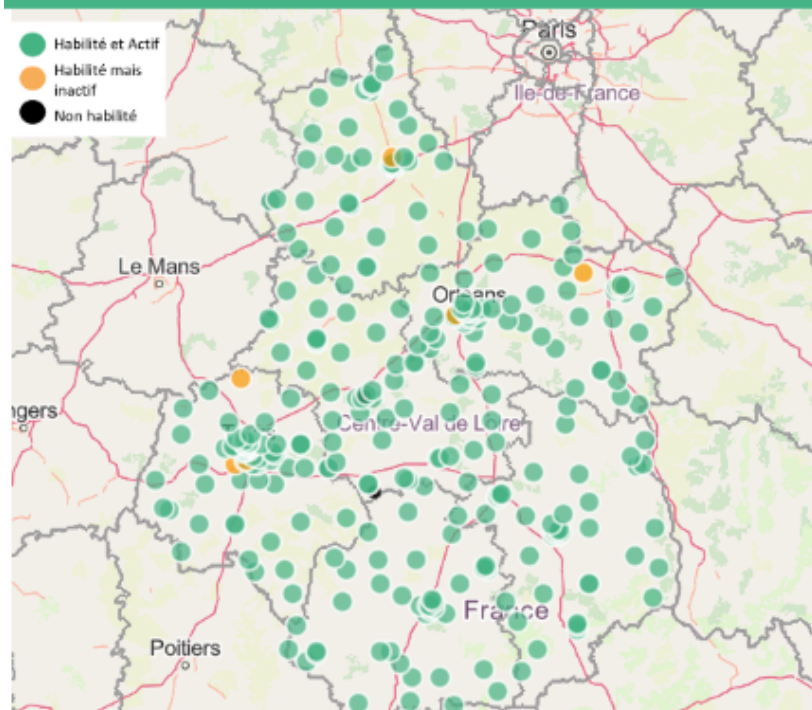 Paris
Habilité et Actif
Habilité mais
inactif
Non habilité
Ile-de-France
Le Mans
Orléans
ngers
Centre-Val de Loire
France
Poitiers